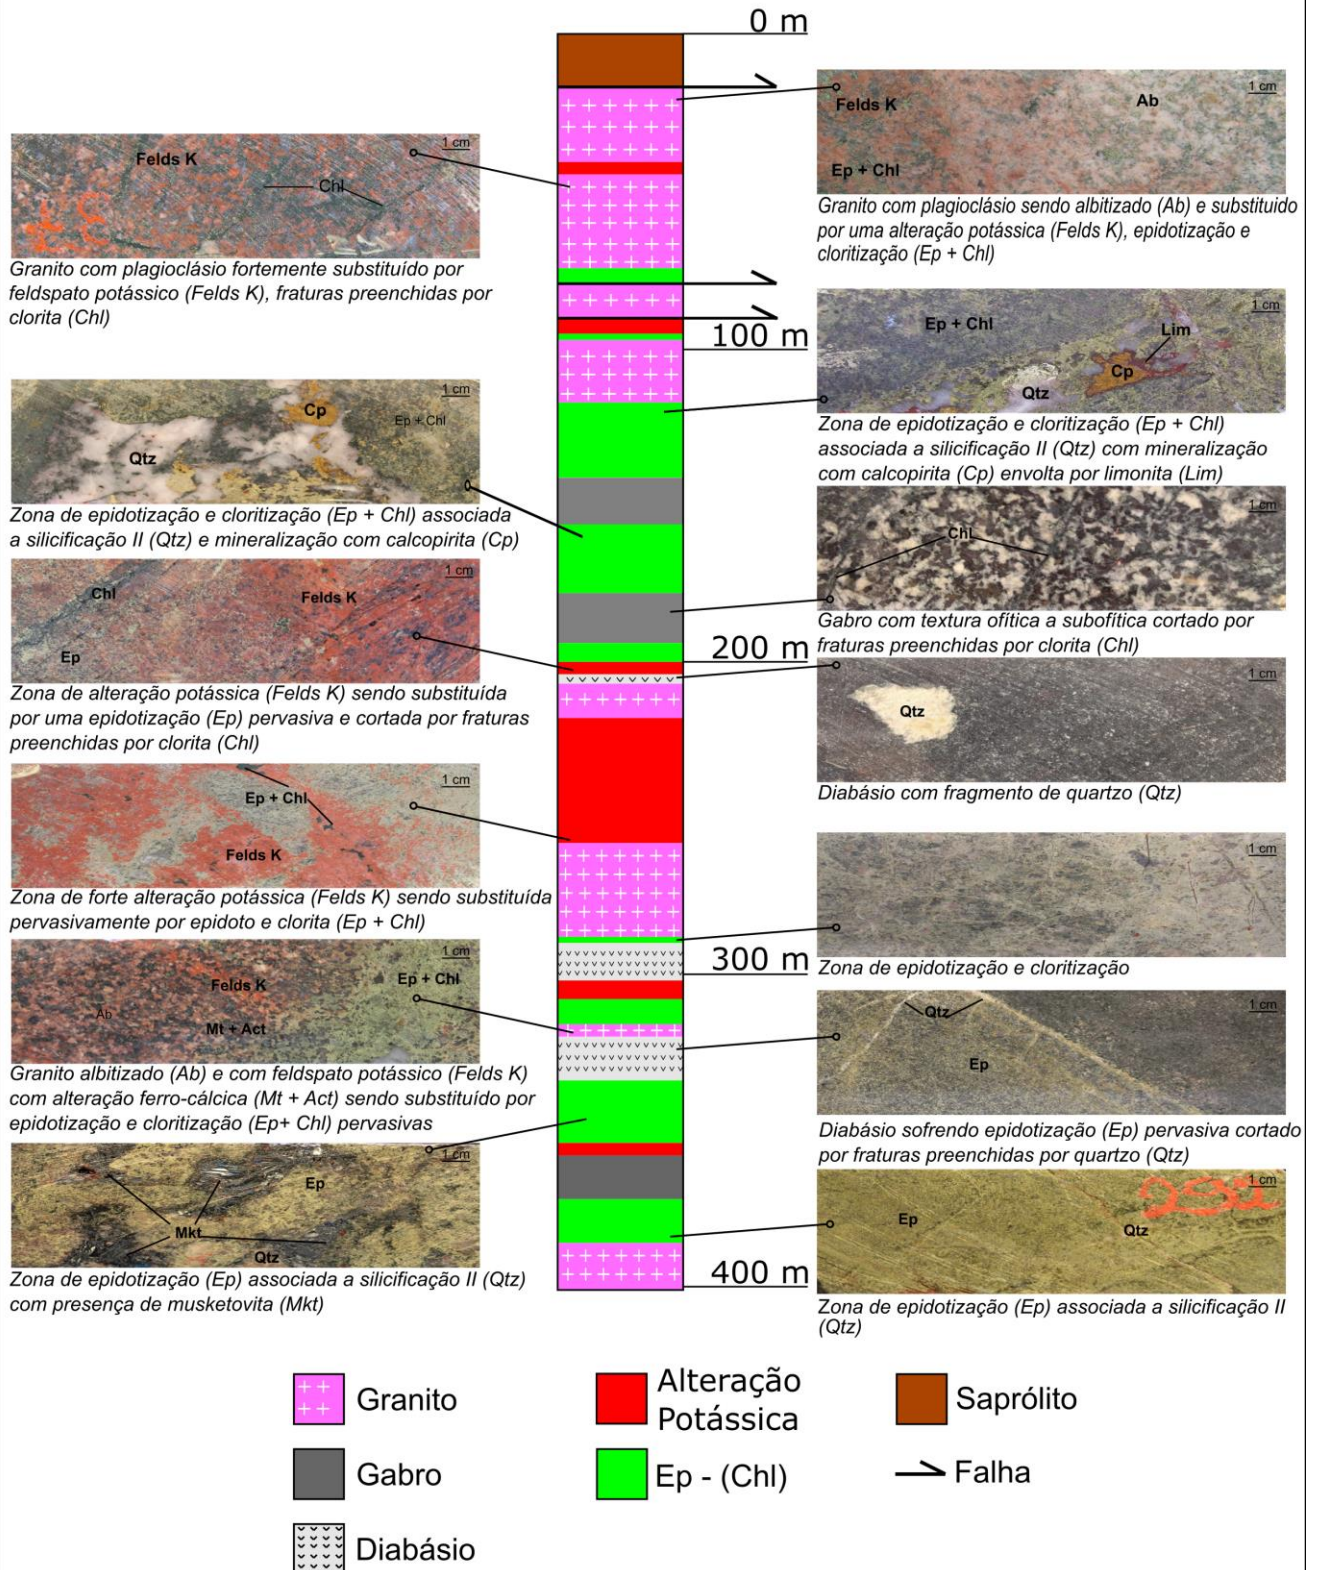 0 m
Felds K
Ab
1 cm
Ep + Chl
Granito com plagioclásio sendo albitizado (Ab) e substituido
por uma alteração potássica (Felds K), epidotização e
cloritização (Ep + Chl)
Felds K
Chl
1 cm
Granito com plagioclásio fortemente substituído por
feldspato potássico (Felds K), fraturas preenchidas por
clorita (Chl)
100 m
Ep + Chl
Lim
Cp
Qtz
1 cm
Zona de epidotização e cloritização (Ep + Chl)
associada a silicificação II (Qtz) com mineralização
com calcopirita (Cp) envolta por limonita (Lim)
Cp
Ep + Chl
Qtz
1 cm
Zona de epidotização e cloritização (Ep + Chl) associada
a silicificação II (Qtz) e mineralização com calcopirita (Cp)
Chl
1 cm
Gabro com textura ofítica a subofítica cortado por
fraturas preenchidas por clorita (Chl)
Chl
Felds K
Ep
1 cm
Zona de alteração potássica (Felds K) sendo substituída
por uma epidotização (Ep) pervasiva e cortada por fraturas
preenchidas por clorita (Chl)
200 m
Qtz
1 cm
Diabásio com fragmento de quartzo (Qtz)
Ep + Chl
Felds K
1 cm
Zona de forte alteração potássica (Felds K) sendo substituída
pervasivamente por epidoto e clorita (Ep + Chl)
1 cm
Zona de epidotização e cloritização
300 m
Felds K
Ep + Chl
Ab
Mt + Act
1 cm
Granito albitizado (Ab) e com feldspato potássico (Felds K)
com alteração ferro-cálcica (Mt + Act) sendo substituído por
epidotização e cloritização (Ep+ Chl) pervasivas
Qtz
Ep
1 cm
Diabásio sofrendo epidotização (Ep) pervasiva cortado
por fraturas preenchidas por quartzo (Qtz)
Ep
Mkt
Qtz
1 cm
Zona de epidotização (Ep) associada a silicificação II (Qtz)
com presença de musketovita (Mkt)
Ep
Qtz
292
1 cm
Zona de epidotização (Ep) associada a silicificação II
(Qtz)
400 m
Granito
Alteração
Potássica
Saprólito
Gabro
Ep - (Chl)
Falha
Diabásio